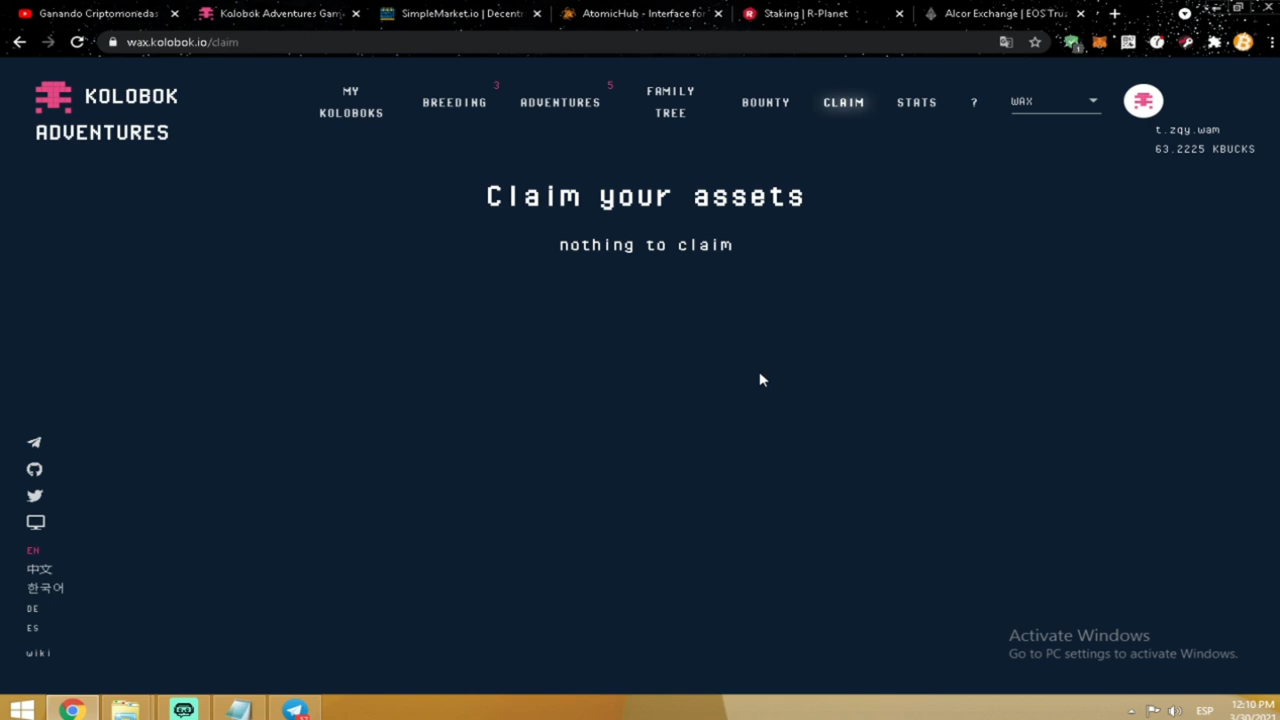 Ganando Criptomonedas
Kolobok Adventures Gam
SimpleMarket.io | Decent
AtomicHub - Interface for
Staking | R-Planet
Alcor Exchange | EOS Tru
wax.kolobok.io/claim
KOLOBOK
ADVENTURES
MY
KOLOBOKS
BREEDING 3
ADVENTURES 5
FAMILY
TREE
BOUNTY
CLAIM
STATS
?
WAX
t.zqy.wam
63.2225 KBUCKS
Claim your assets
nothing to claim
EN
中文
한국어
DE
ES
wiki
Activate Windows
Go to PC settings to activate Windows.
ESP
12:10 PM
3/30/2021